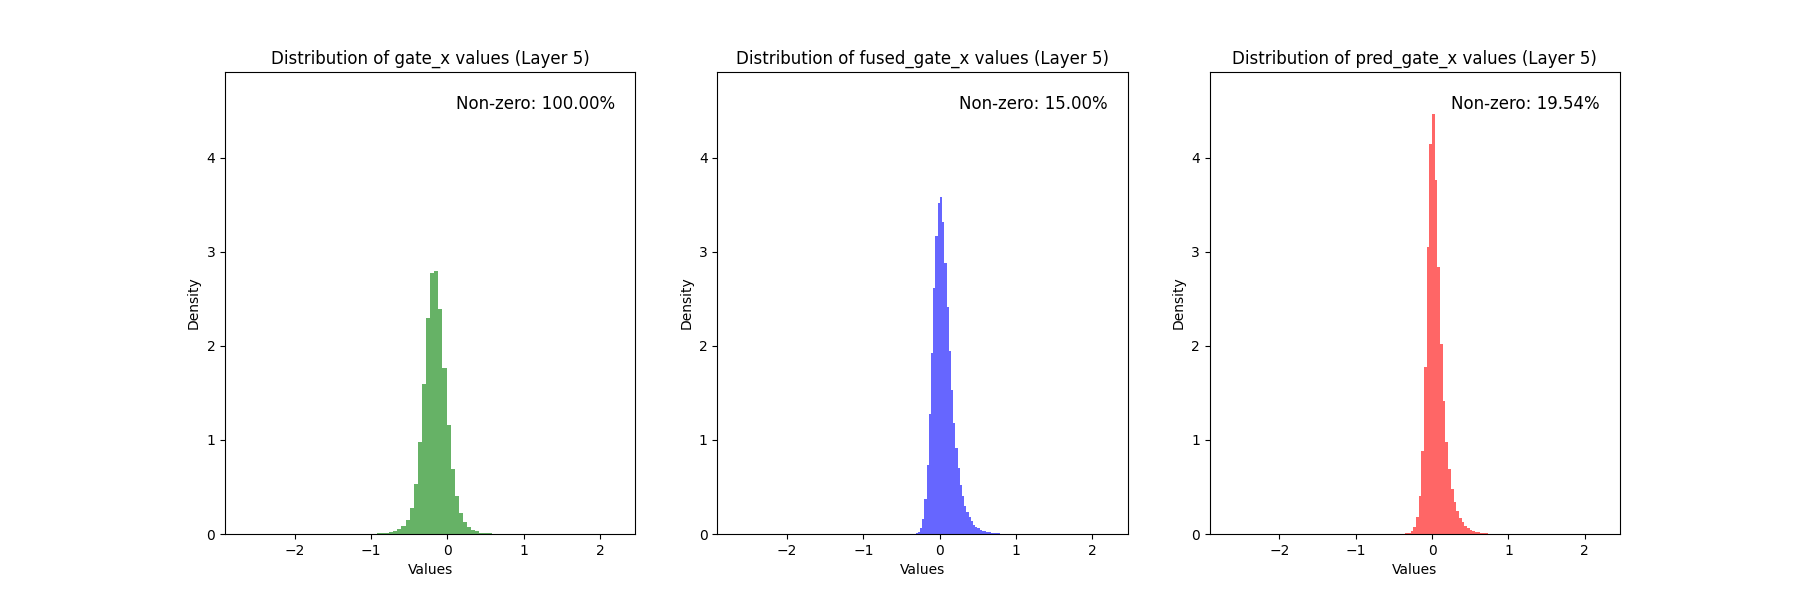 Distribution of gate_x values (Layer 5)
Non-zero: 100.00%
Density
4
3
2
1
0
−2
−1
0
1
2
Values
Distribution of fused_gate_x values (Layer 5)
Non-zero: 15.00%
Density
4
3
2
1
0
−2
−1
0
1
2
Values
Distribution of pred_gate_x values (Layer 5)
Non-zero: 19.54%
Density
4
3
2
1
0
−2
−1
0
1
2
Values